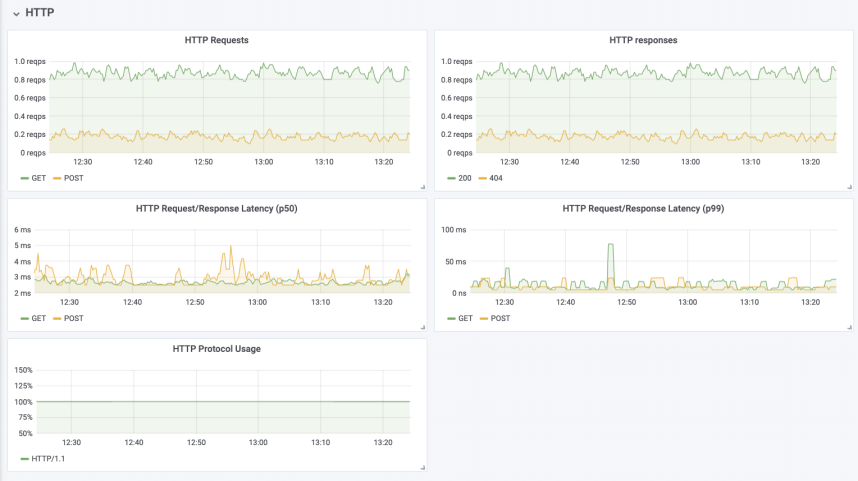 HTTP
HTTP Requests
1.0 reqps
0.8 reqps
0.6 reqps
0.4 reqps
0.2 reqps
0 reqps
12:30 12:40 12:50 13:00 13:10 13:20
GET POST
HTTP responses
1.0 reqps
0.8 reqps
0.6 reqps
0.4 reqps
0.2 reqps
0 reqps
12:30 12:40 12:50 13:00 13:10 13:20
200 404
HTTP Request/Response Latency (p50)
6 ms
5 ms
4 ms
3 ms
2 ms
12:30 12:40 12:50 13:00 13:10 13:20
GET POST
HTTP Request/Response Latency (p99)
100 ms
50 ms
0 ns
12:30 12:40 12:50 13:00 13:10 13:20
GET POST
HTTP Protocol Usage
150%
125%
100%
75%
50%
12:30 12:40 12:50 13:00 13:10 13:20
HTTP/1.1